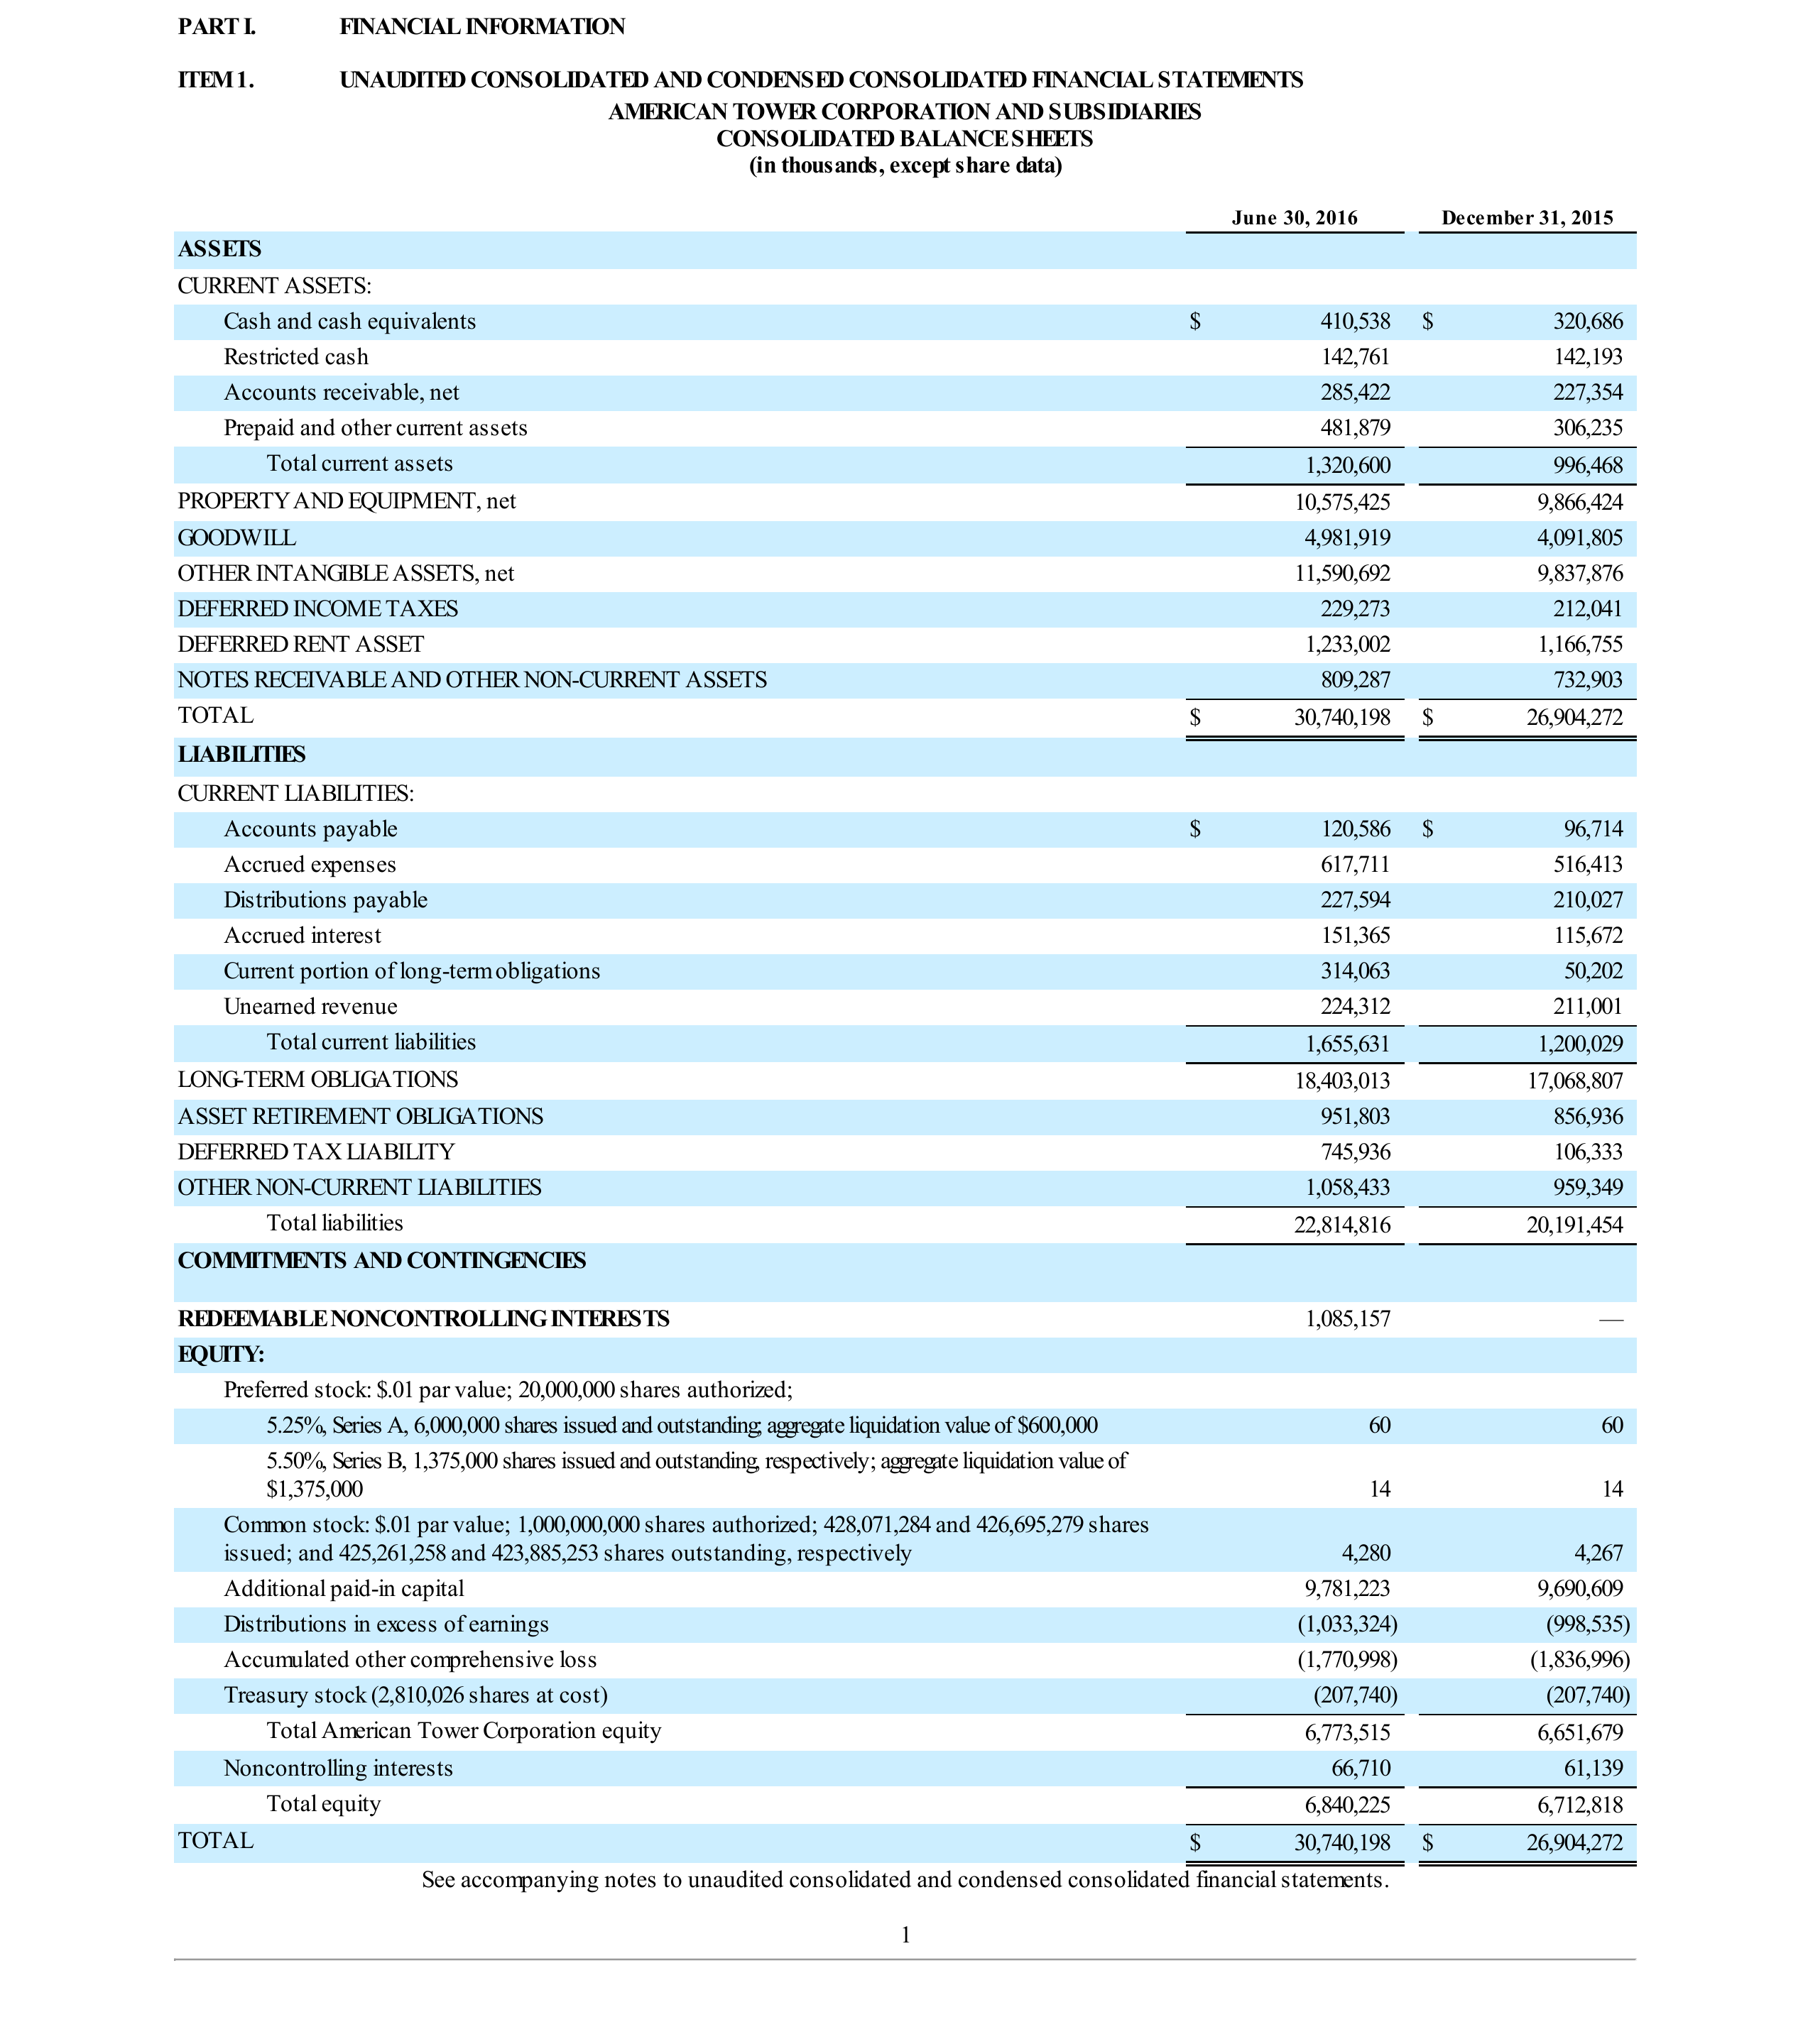 PART I. FINANCIAL INFORMATION
ITEM 1. UNAUDITED CONSOLIDATED AND CONDENSED CONSOLIDATED FINANCIAL STATEMENTS
AMERICAN TOWER CORPORATION AND SUBSIDIARIES
CONSOLIDATED BALANCE SHEETS
(in thousands, except share data)
June 30, 2016 December 31, 2015
ASSETS
CURRENT ASSETS:
Cash and cash equivalents $ 410,538 $ 320,686
Restricted cash 142,761 142,193
Accounts receivable, net 285,422 227,354
Prepaid and other current assets 481,879 306,235
Total current assets 1,320,600 996,468
PROPERTY AND EQUIPMENT, net 10,575,425 9,866,424
GOODWILL 4,981,919 4,091,805
OTHER INTANGIBLE ASSETS, net 11,590,692 9,837,876
DEFERRED INCOME TAXES 229,273 212,041
DEFERRED RENT ASSET 1,233,002 1,166,755
NOTES RECEIVABLE AND OTHER NON-CURRENT ASSETS 809,287 732,903
TOTAL $ 30,740,198 $ 26,904,272
LIABILITIES
CURRENT LIABILITIES:
Accounts payable $ 120,586 $ 96,714
Accrued expenses 617,711 516,413
Distributions payable 227,594 210,027
Accrued interest 151,365 115,672
Current portion of long-term obligations 314,063 50,202
Unearned revenue 224,312 211,001
Total current liabilities 1,655,631 1,200,029
LONG-TERM OBLIGATIONS 18,403,013 17,068,807
ASSET RETIREMENT OBLIGATIONS 951,803 856,936
DEFERRED TAX LIABILITY 745,936 106,333
OTHER NON-CURRENT LIABILITIES 1,058,433 959,349
Total liabilities 22,814,816 20,191,454
COMMITMENTS AND CONTINGENCIES
REDEEMABLE NONCONTROLLING INTERESTS 1,085,157 —
EQUITY:
Preferred stock: $.01 par value; 20,000,000 shares authorized;
5.25%, Series A, 6,000,000 shares issued and outstanding; aggregate liquidation value of $600,000 60 60
5.50%, Series B, 1,375,000 shares issued and outstanding, respectively; aggregate liquidation value of
$1,375,000 14 14
Common stock: $.01 par value; 1,000,000,000 shares authorized; 428,071,284 and 426,695,279 shares
issued; and 425,261,258 and 423,885,253 shares outstanding, respectively 4,280 4,267
Additional paid-in capital 9,781,223 9,690,609
Distributions in excess of earnings (1,033,324) (998,535)
Accumulated other comprehensive loss (1,770,998) (1,836,996)
Treasury stock (2,810,026 shares at cost) (207,740) (207,740)
Total American Tower Corporation equity 6,773,515 6,651,679
Noncontrolling interests 66,710 61,139
Total equity 6,840,225 6,712,818
TOTAL $ 30,740,198 $ 26,904,272
See accompanying notes to unaudited consolidated and condensed consolidated financial statements.
1